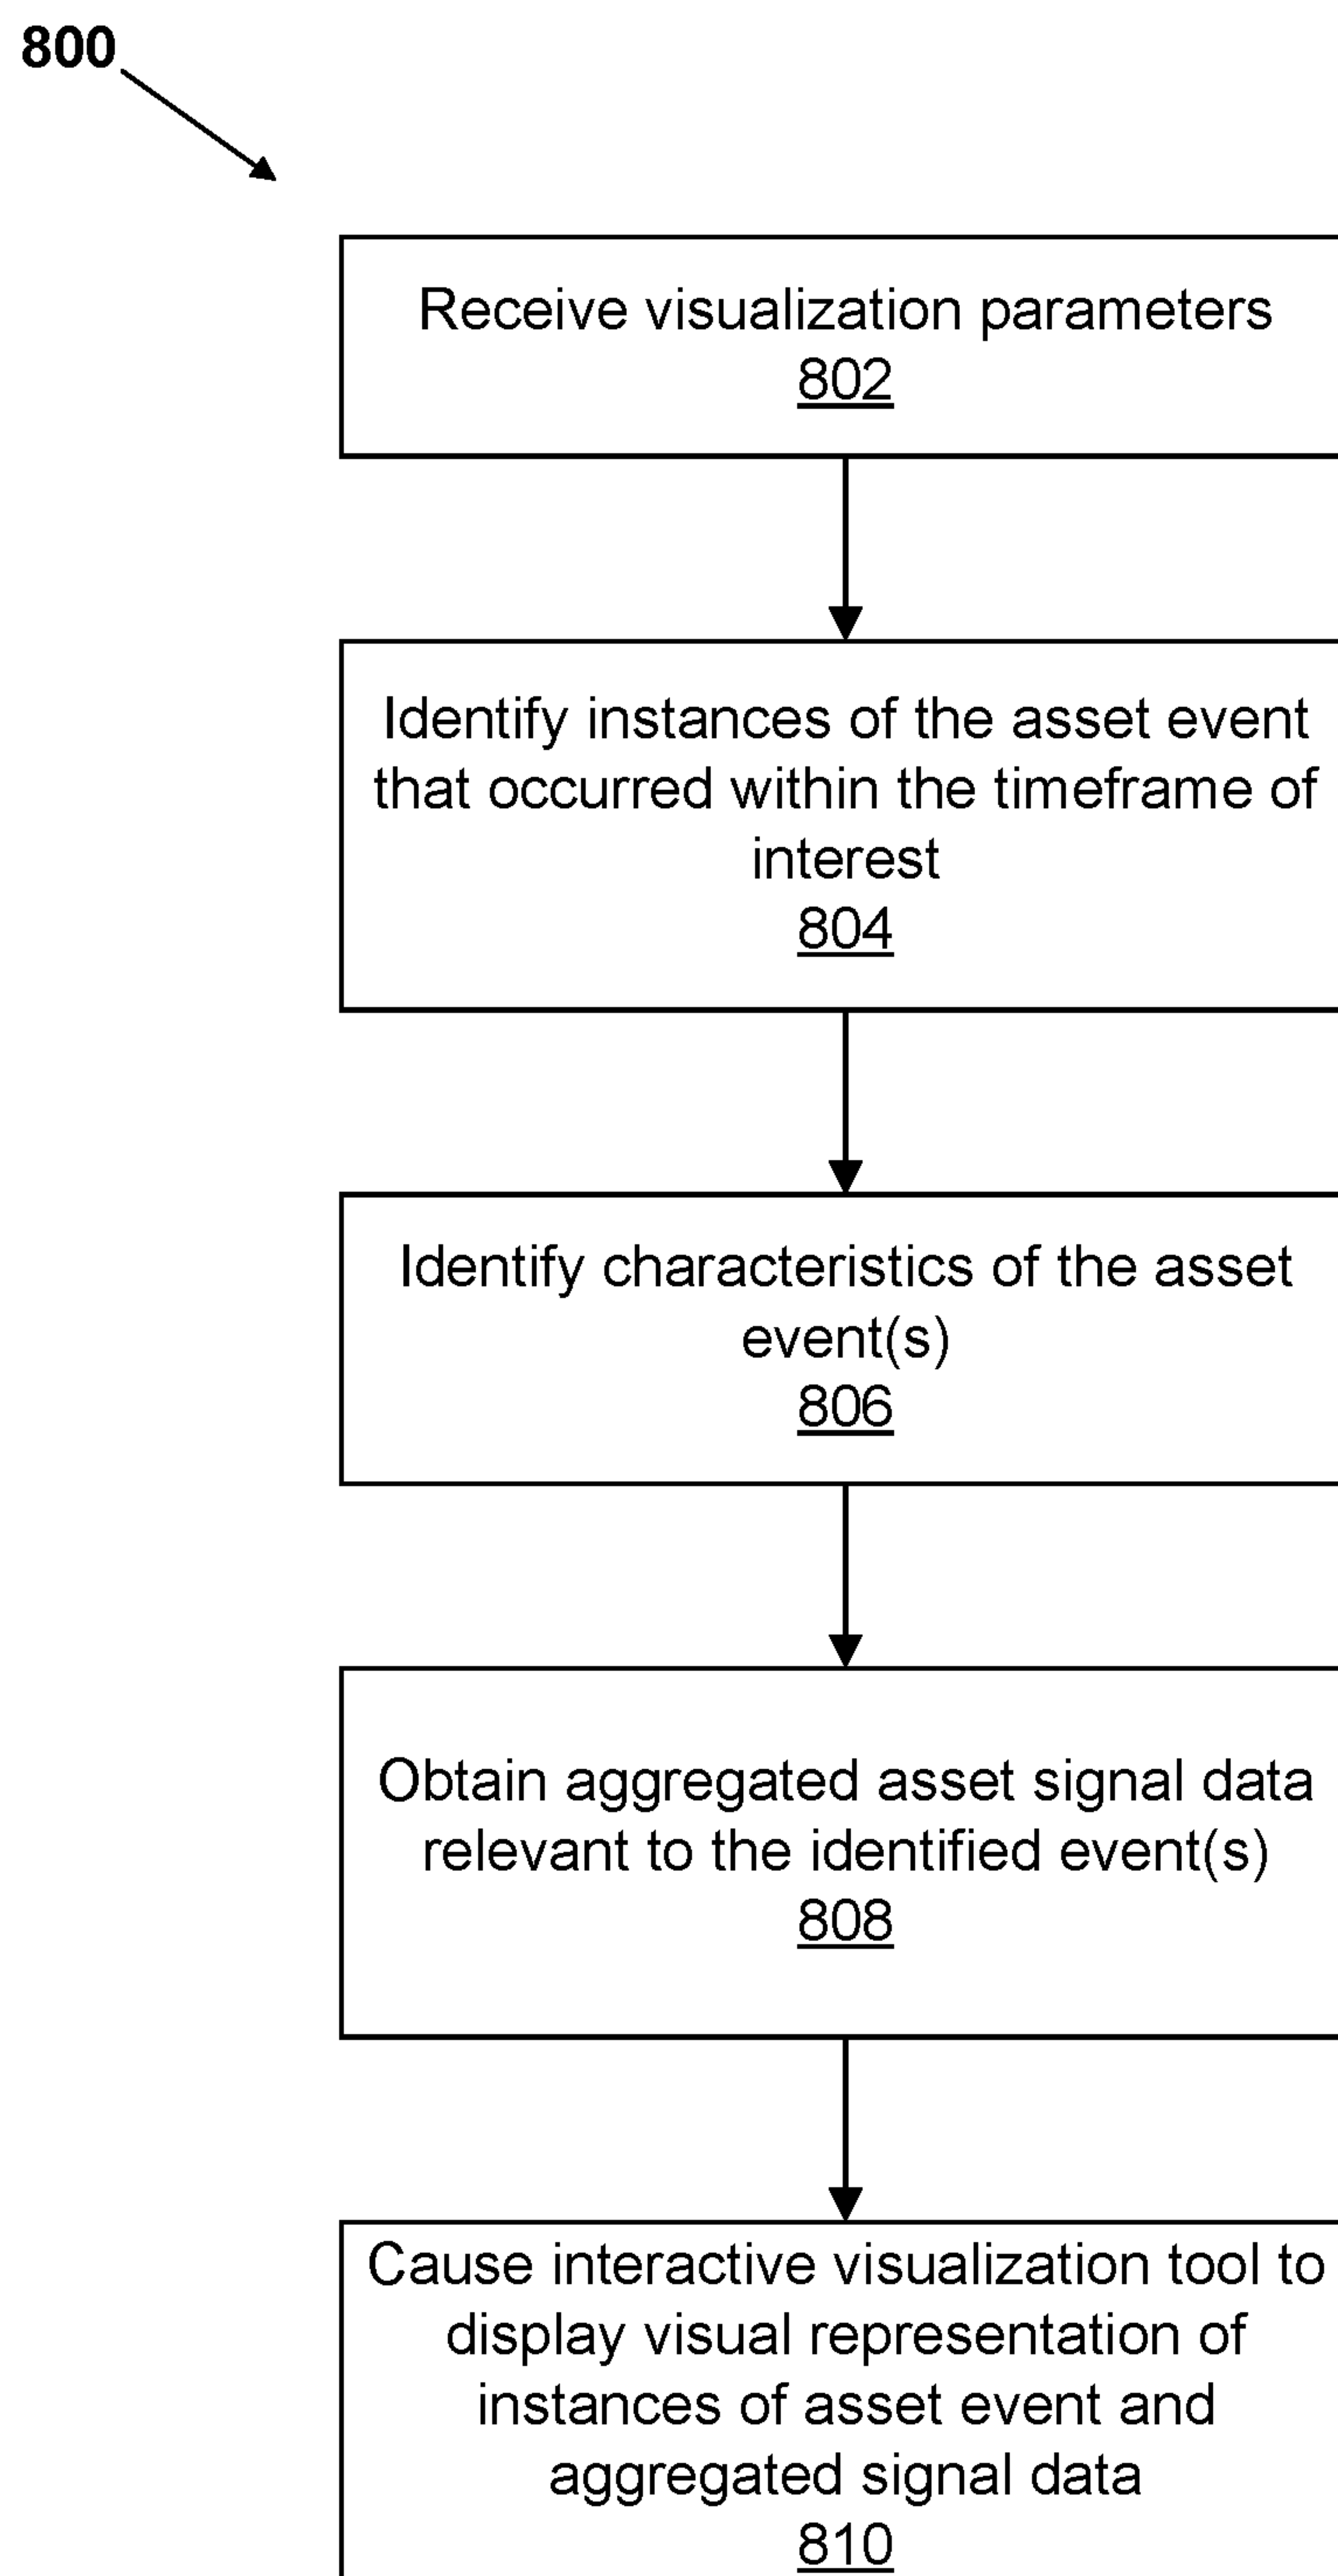 800
Receive visualization parameters
802
Identify instances of the asset event
that occurred within the timeframe of
interest
804
Identify characteristics of the asset
event(s)
806
Obtain aggregated asset signal data
relevant to the identified event(s)
808
Cause interactive visualization tool to
display visual representation of
instances of asset event and
aggregated signal data
810